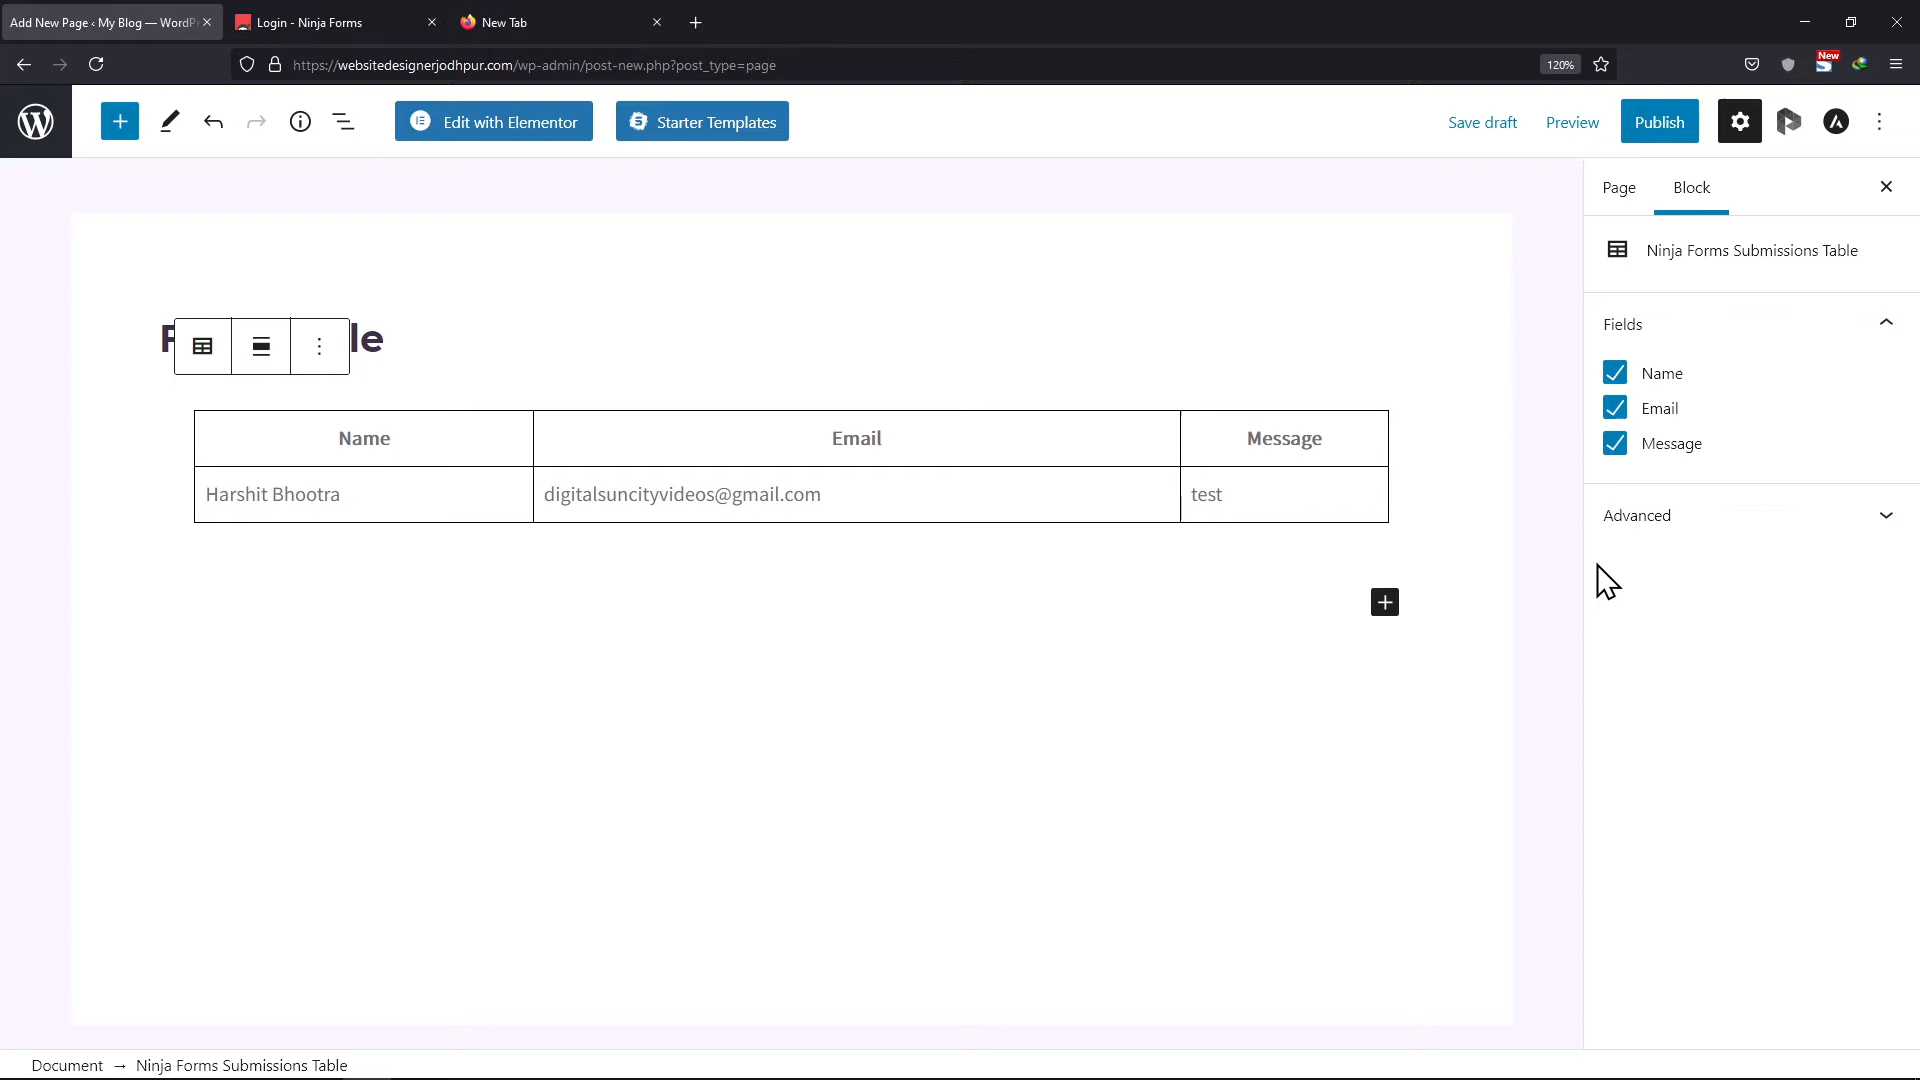 Add New Page ‹ My Blog — WordPr
Login - Ninja Forms
New Tab
https://websitedesignerjodhpur.com/wp-admin/post-new.php?post_type=page
120%
New
Edit with Elementor
Starter Templates
Save draft
Preview
Publish
Page
Block
Ninja Forms Submissions Table
Fields
Name
Email
Message
Advanced
le
Name
Email
Message
Harshit Bhootra
digitalsuncityvideos@gmail.com
test
Document → Ninja Forms Submissions Table